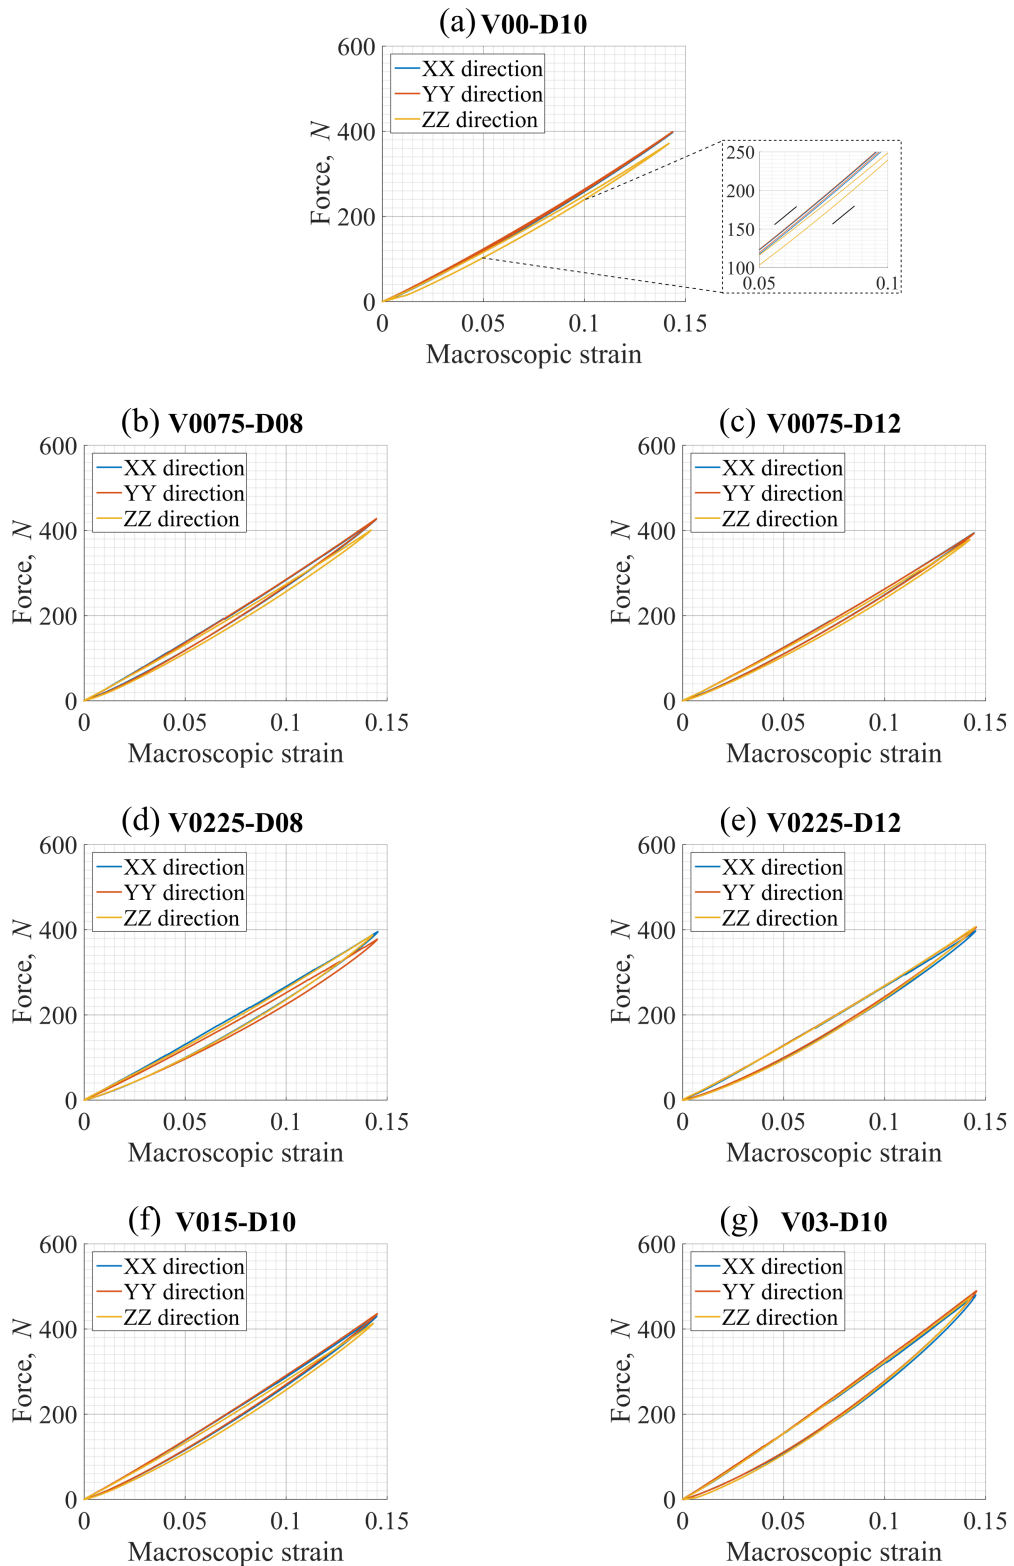 (a) V00-D10
600
400
200
0
0 0.05 0.1 0.15
Force, N
Macroscopic strain
XX direction
YY direction
ZZ direction
250
200
150
100
0.05 0.1
(b) V0075-D08
600
400
200
0
0 0.05 0.1 0.15
Force, N
Macroscopic strain
XX direction
YY direction
ZZ direction
(c) V0075-D12
600
400
200
0
0 0.05 0.1 0.15
Force, N
Macroscopic strain
XX direction
YY direction
ZZ direction
(d) V0225-D08
600
400
200
0
0 0.05 0.1 0.15
Force, N
Macroscopic strain
XX direction
YY direction
ZZ direction
(e) V0225-D12
600
400
200
0
0 0.05 0.1 0.15
Force, N
Macroscopic strain
XX direction
YY direction
ZZ direction
(f) V015-D10
600
400
200
0
0 0.05 0.1 0.15
Force, N
Macroscopic strain
XX direction
YY direction
ZZ direction
(g) V03-D10
600
400
200
0
0 0.05 0.1 0.15
Force, N
Macroscopic strain
XX direction
YY direction
ZZ direction